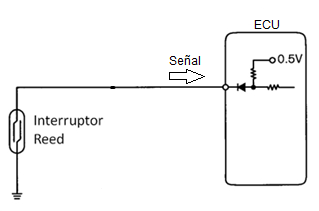 ECU
Señal
0.5V
Interruptor
Reed